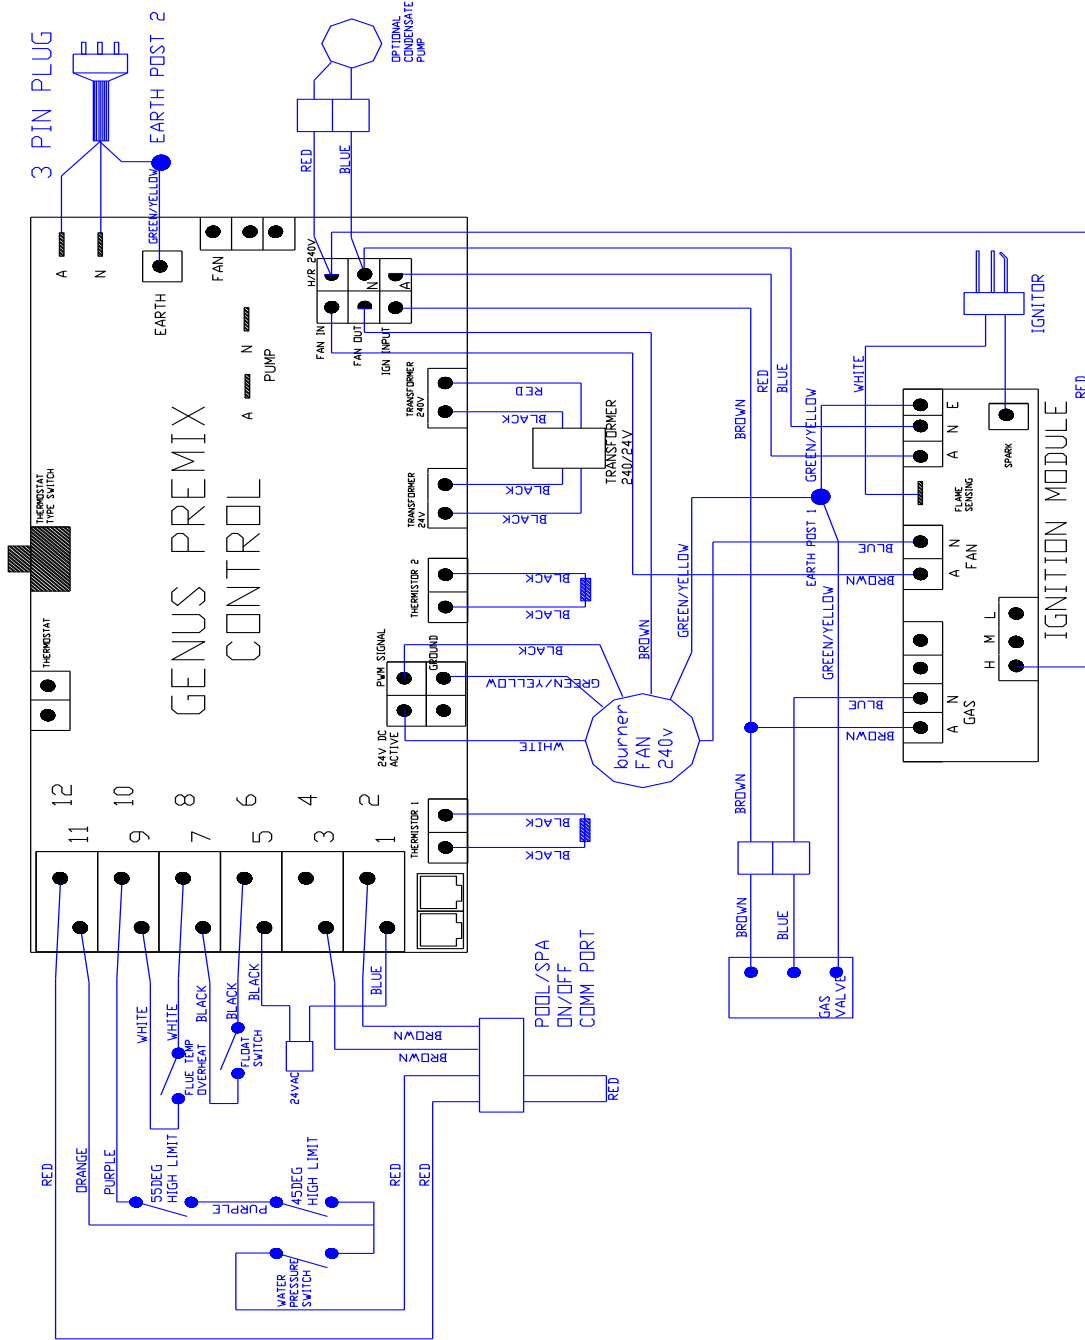 3 PIN PLUG
EARTH POST 2
GREEN/YELLOW
A
N
EARTH
FAN
A N
PUMP
OPTIONAL
CONDENSATE
PUMP
RED
BLUE
H/R 240V
N
A
FAN IN
FAN OUT
IGN INPUT
THERMOSTAT
TYPE SWITCH
THERMOSTAT
GENUS PREMIX
CONTROL
TRANSFORMER
240V
TRANSFORMER
24V
THERMISTOR 2
PWM SIGNAL
GROUND
24V DC
ACTIVE
THERMISTOR 1
RED
BLACK
TRANSFORMER
240/24V
BLACK
BLACK
BLACK
BLACK
BLACK
GREEN/YELLOW
WHITE
BLACK
BLACK
burner
FAN
240v
BROWN
GREEN/YELLOW
12
11
10
9
8
7
6
5
4
3
2
1
RED
ORANGE
PURPLE
WHITE
WHITE
BLACK
BLACK
BLACK
BLUE
FLUE TEMP
OVERHEAT
FLOAT
SWITCH
24VAC
BROWN
BROWN
55DEG
HIGH LIMIT
PURPLE
45DEG
HIGH LIMIT
WATER
PRESSURE
SWITCH
RED
RED
RED
POOL/SPA
ON/OFF
COMM PORT
BROWN
RED
BLUE
GREEN/YELLOW
EARTH POST 1
GREEN/YELLOW
WHITE
IGNITOR
RED
A N E
SPARK
FLAME
SENSING
BLUE
BROWN
A N
FAN
H M L
BLUE
BROWN
A N
GAS
IGNITION MODULE
BROWN
BROWN
BLUE
GAS
VALVE